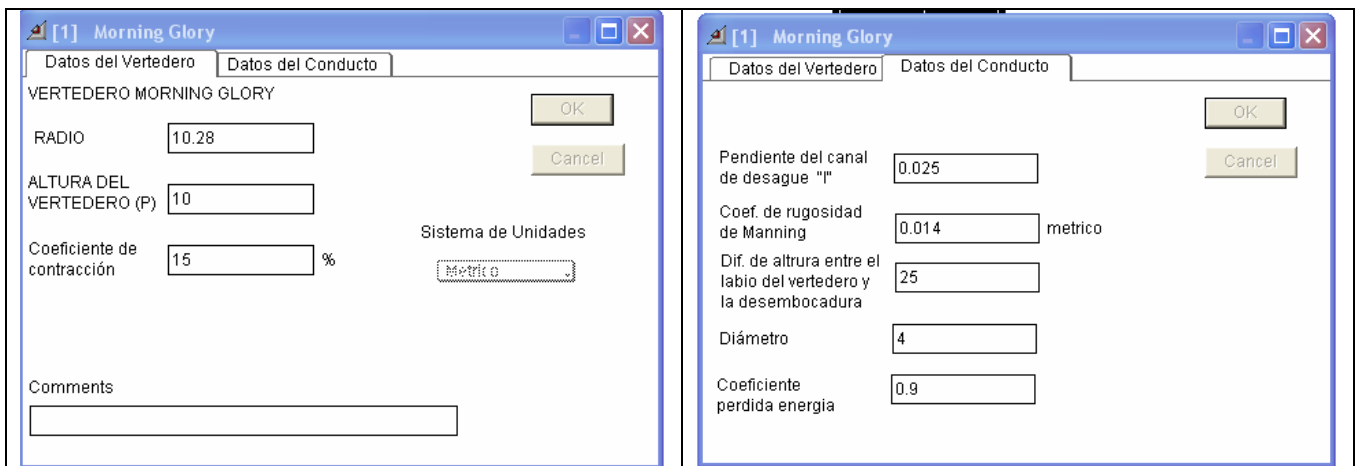 [1] Morning Glory
Datos del Vertedero
Datos del Conducto
VERTEDERO MORNING GLORY
OK
RADIO
10.28
Cancel
ALTURA DEL
VERTEDERO (P)
10
Sistema de Unidades
Coeficiente de
contracción
15
%
Metrico
Comments
[1] Morning Glory
Datos del Vertedero
Datos del Conducto
OK
Pendiente del canal
de desague "I"
0.025
Cancel
Coef. de rugosidad
de Manning
0.014
metrico
Dif. de altrura entre el
labio del vertedero y
la desembocadura
25
Diámetro
4
Coeficiente
perdida energia
0.9